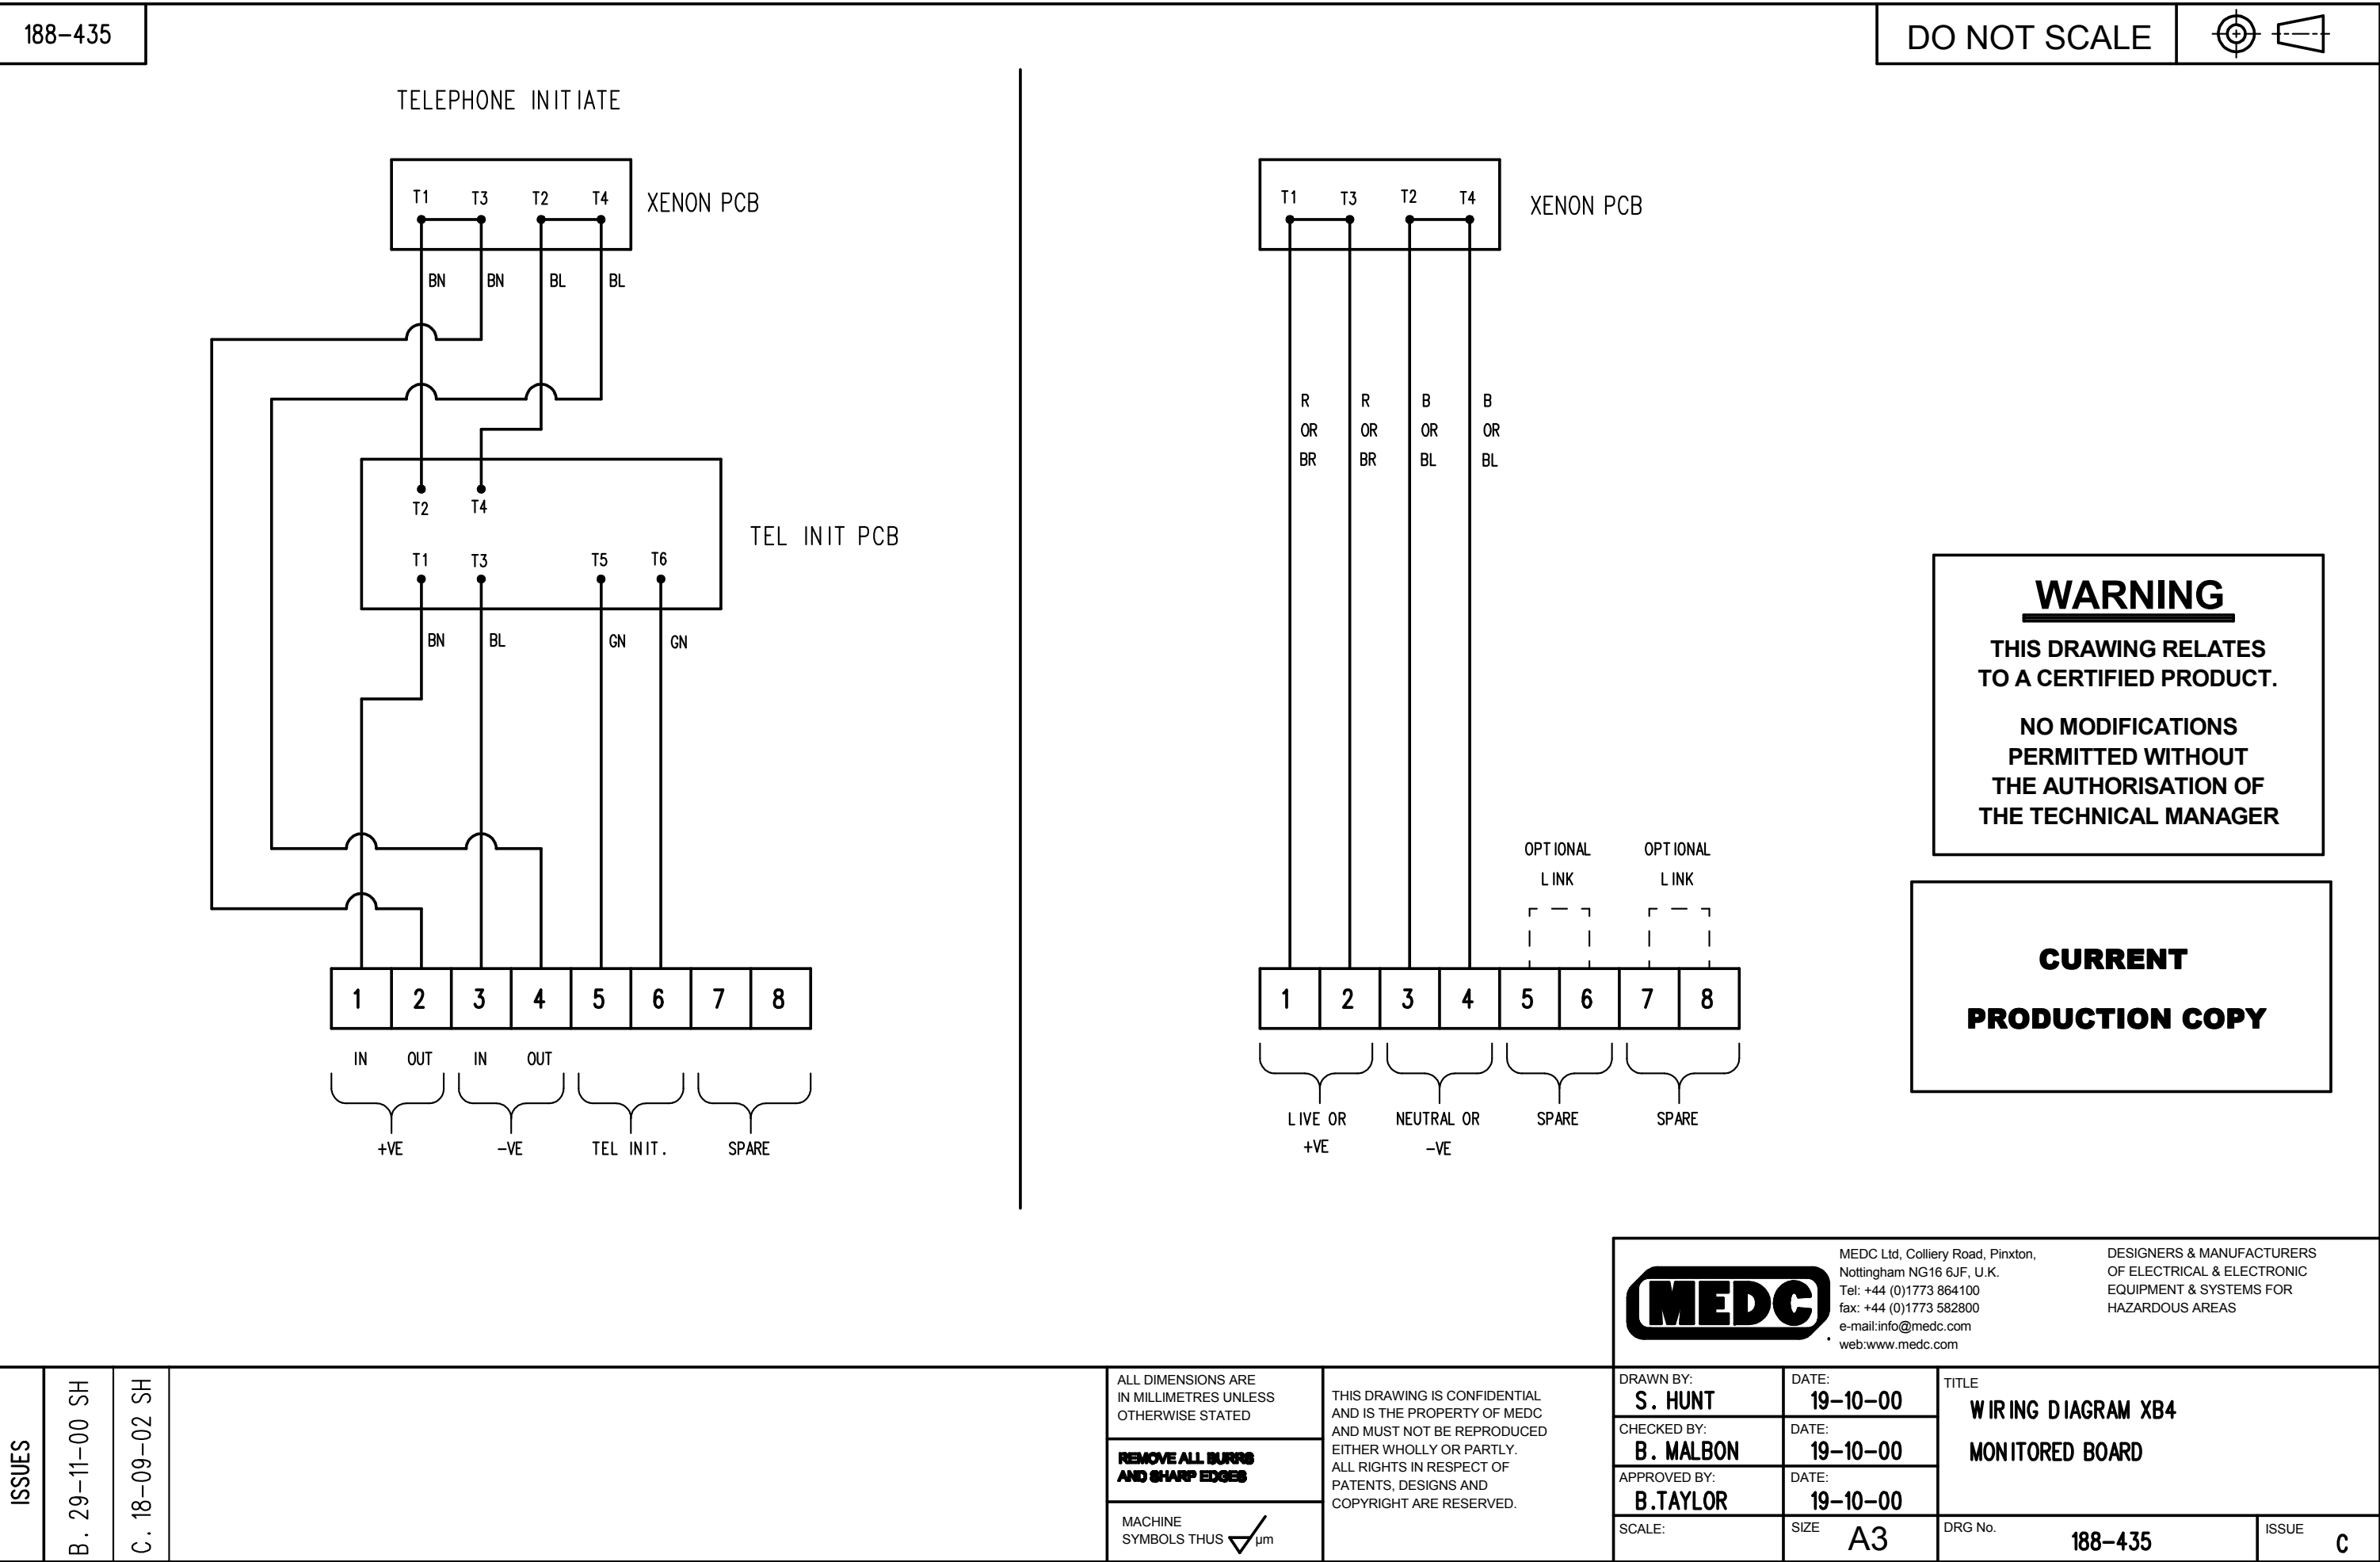 188-435
DO NOT SCALE
TELEPHONE INITIATE
T1 T3 T2 T4
XENON PCB
BN BN BL BL
T2 T4
TEL INIT PCB
T1 T3 T5 T6
BN BL GN GN
1 2 3 4 5 6 7 8
IN OUT IN OUT
+VE -VE TEL INIT. SPARE
T1 T3 T2 T4
XENON PCB
R R B B
OR OR OR OR
BR BR BL BL
OPTIONAL OPTIONAL
LINK LINK
1 2 3 4 5 6 7 8
LIVE OR NEUTRAL OR SPARE SPARE
+VE -VE
WARNING
THIS DRAWING RELATES
TO A CERTIFIED PRODUCT.
NO MODIFICATIONS
PERMITTED WITHOUT
THE AUTHORISATION OF
THE TECHNICAL MANAGER
CURRENT
PRODUCTION COPY
MEDC
MEDC Ltd, Colliery Road, Pinxton,
Nottingham NG16 6JF, U.K.
Tel: +44 (0)1773 864100
fax: +44 (0)1773 582800
e-mail:info@medc.com
web:www.medc.com
DESIGNERS & MANUFACTURERS
OF ELECTRICAL & ELECTRONIC
EQUIPMENT & SYSTEMS FOR
HAZARDOUS AREAS
ISSUES
B. 29-11-00 SH
C. 18-09-02 SH
ALL DIMENSIONS ARE
IN MILLIMETRES UNLESS
OTHERWISE STATED
REMOVE ALL BURRS
AND SHARP EDGES
MACHINE
SYMBOLS THUS µm
THIS DRAWING IS CONFIDENTIAL
AND IS THE PROPERTY OF MEDC
AND MUST NOT BE REPRODUCED
EITHER WHOLLY OR PARTLY.
ALL RIGHTS IN RESPECT OF
PATENTS, DESIGNS AND
COPYRIGHT ARE RESERVED.
DRAWN BY:
S. HUNT
DATE:
19-10-00
CHECKED BY:
B. MALBON
DATE:
19-10-00
APPROVED BY:
B.TAYLOR
DATE:
19-10-00
SCALE:
SIZE A3
TITLE
WIRING DIAGRAM XB4
MONITORED BOARD
DRG No. 188-435
ISSUE C